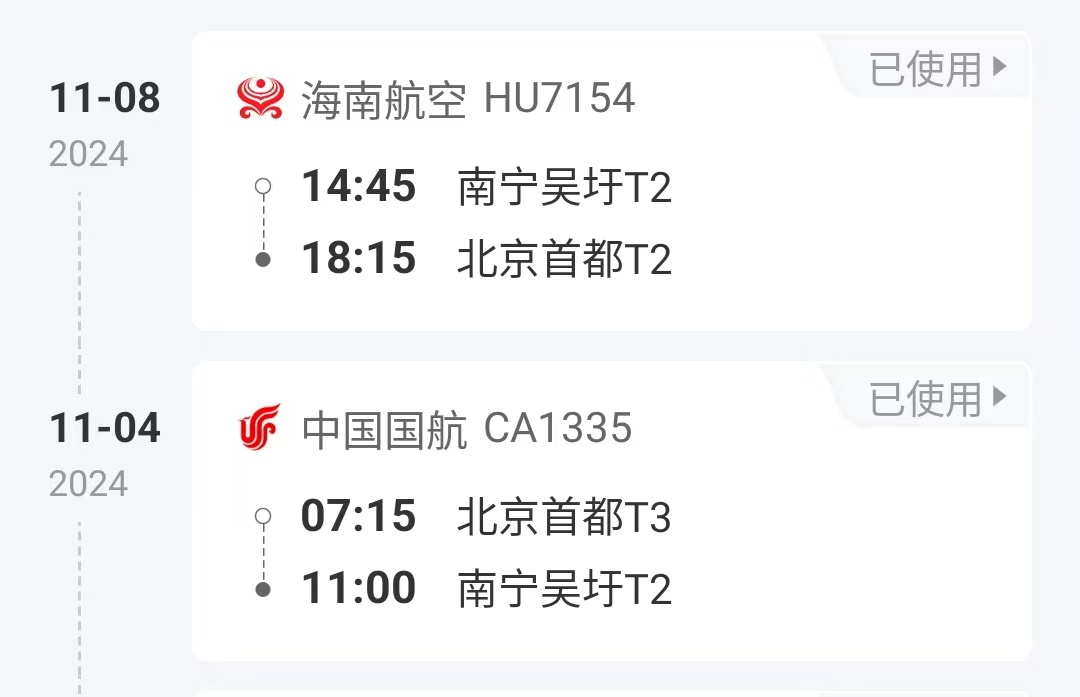 已使用
11-08
海南航空 HU7154
2024
14:45 南宁吴圩T2
18:15 北京首都T2
已使用
11-04
中国国航 CA1335
2024
07:15 北京首都T3
11:00 南宁吴圩T2